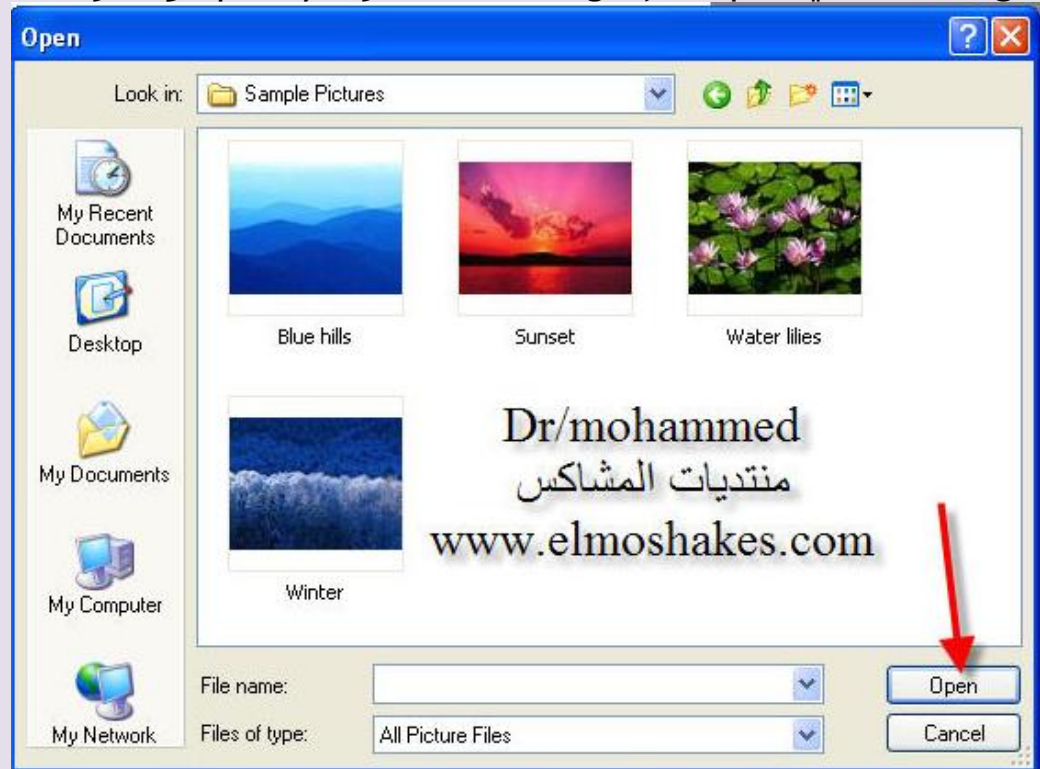 Open
Look in: Sample Pictures
My Recent
Documents
Desktop
My Documents
My Computer
My Network
Blue hills
Sunset
Water lilies
Winter
Dr/mohammed
منتديات المشاكس
www.elmoshakes.com
File name:
Open
Files of type: All Picture Files
Cancel